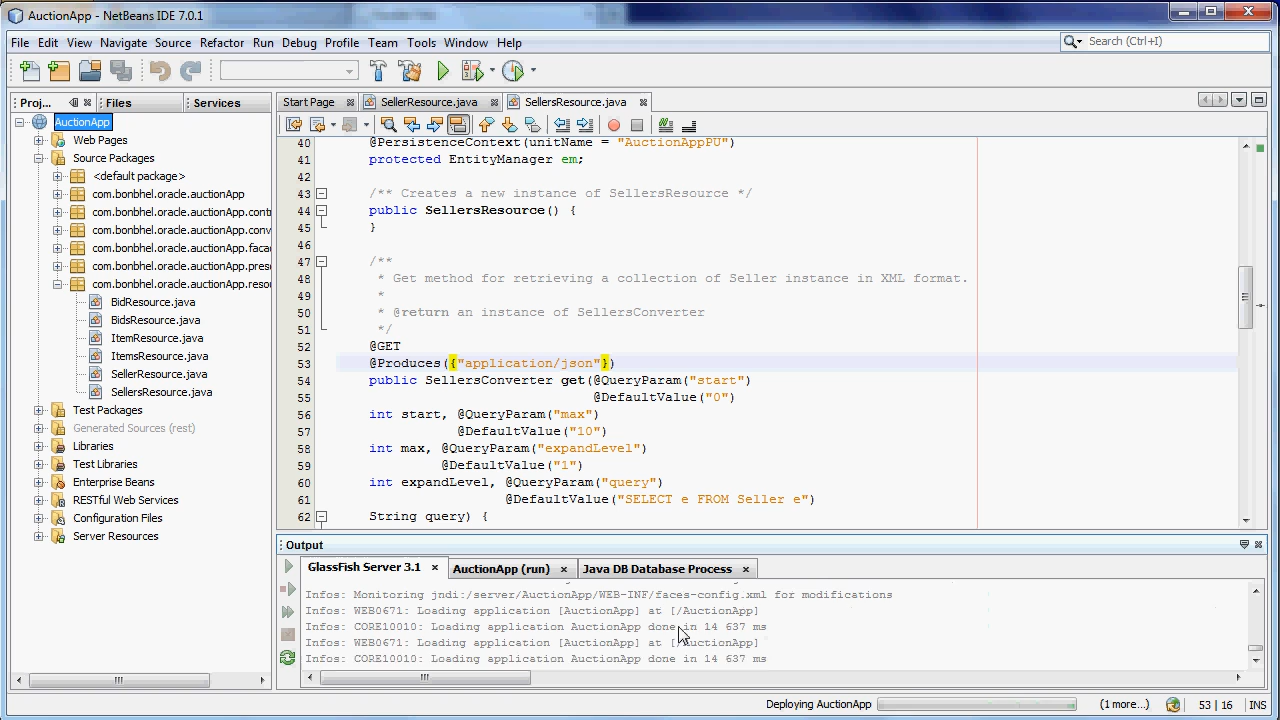 AuctionApp - NetBeans IDE 7.0.1
File Edit View Navigate Source Refactor Run Debug Profile Team Tools Window Help
Search (Ctrl+I)
Proj... Files Services
AuctionApp
Web Pages
Source Packages
<default package>
com.bonbhel.oracle.auctionApp
com.bonbhel.oracle.auctionApp.cont
com.bonbhel.oracle.auctionApp.conv
com.bonbhel.oracle.auctionApp.facad
com.bonbhel.oracle.auctionApp.pres
com.bonbhel.oracle.auctionApp.reso
BidResource.java
BidsResource.java
ItemResource.java
ItemsResource.java
SellerResource.java
SellersResource.java
Test Packages
Generated Sources (rest)
Libraries
Test Libraries
Enterprise Beans
RESTful Web Services
Configuration Files
Server Resources
Start Page SellerResource.java SellersResource.java
40 @PersistenceContext(unitName = "AuctionAppPU")
41 protected EntityManager em;
42
43 /** Creates a new instance of SellersResource */
44 public SellersResource() {
45 }
46
47 /**
48 * Get method for retrieving a collection of Seller instance in XML format.
49 *
50 * @return an instance of SellersConverter
51 */
52 @GET
53 @Produces({"application/json"})
54 public SellersConverter get(@QueryParam("start")
55 @DefaultValue("0")
56 int start, @QueryParam("max")
57 @DefaultValue("10")
58 int max, @QueryParam("expandLevel")
59 @DefaultValue("1")
60 int expandLevel, @QueryParam("query")
61 @DefaultValue("SELECT e FROM Seller e")
62 String query) {
Output
GlassFish Server 3.1 AuctionApp (run) Java DB Database Process
Infos: Monitoring jndi:/server/AuctionApp/WEB-INF/faces-config.xml for modifications
Infos: WEB0671: Loading application [AuctionApp] at [/AuctionApp]
Infos: CORE10010: Loading application AuctionApp done in 14 637 ms
Infos: WEB0671: Loading application [AuctionApp] at [/AuctionApp]
Infos: CORE10010: Loading application AuctionApp done in 14 637 ms
Deploying AuctionApp (1 more...) 53 | 16 INS